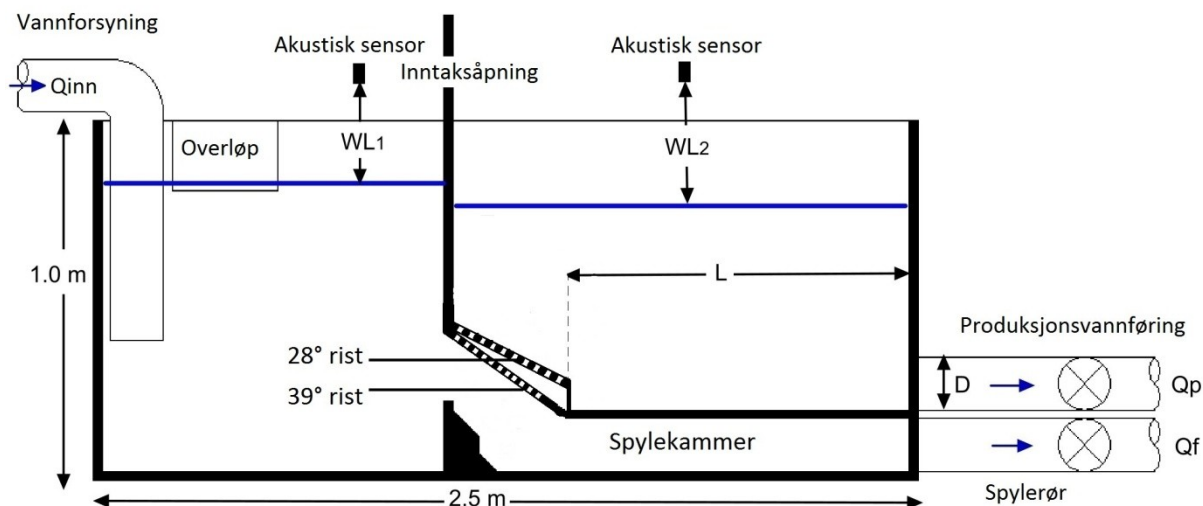 Vannforsyning
Qinn
Akustisk sensor
Inntaksåpning
Akustisk sensor
Overløp
WL1
WL2
1.0 m
L
28° rist
39° rist
Produksjonsvannføring
D
Qp
Spylekammer
Qf
Spylerør
2.5 m